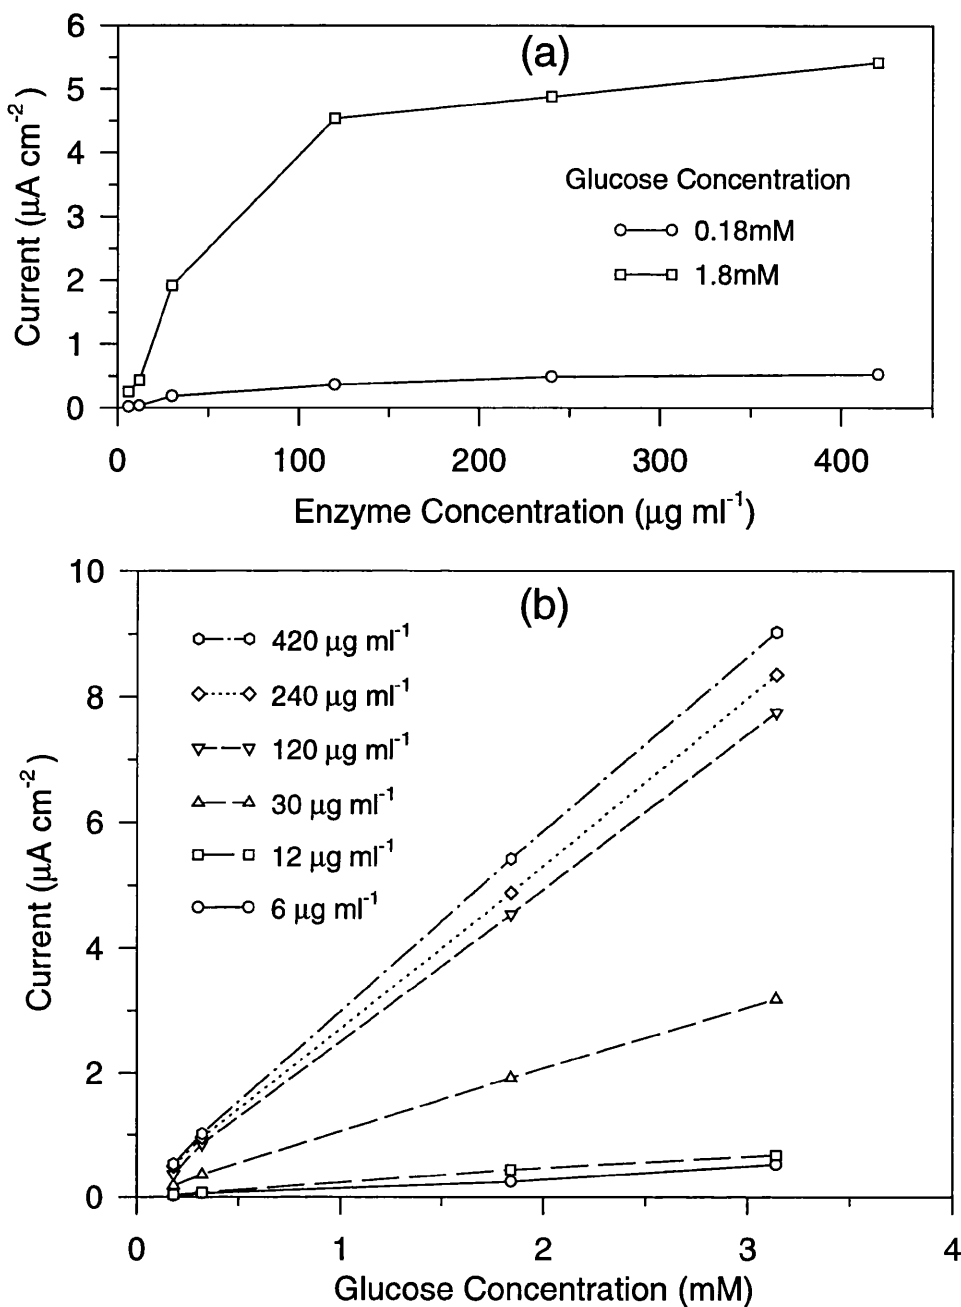 (a)
6
5
4
3
2
1
0
Current (μA cm⁻²)
Glucose Concentration
0.18mM
1.8mM
0 100 200 300 400
Enzyme Concentration (μg ml⁻¹)
(b)
10
8
6
4
2
0
Current (μA cm⁻²)
420 μg ml⁻¹
240 μg ml⁻¹
120 μg ml⁻¹
30 μg ml⁻¹
12 μg ml⁻¹
6 μg ml⁻¹
0 1 2 3 4
Glucose Concentration (mM)